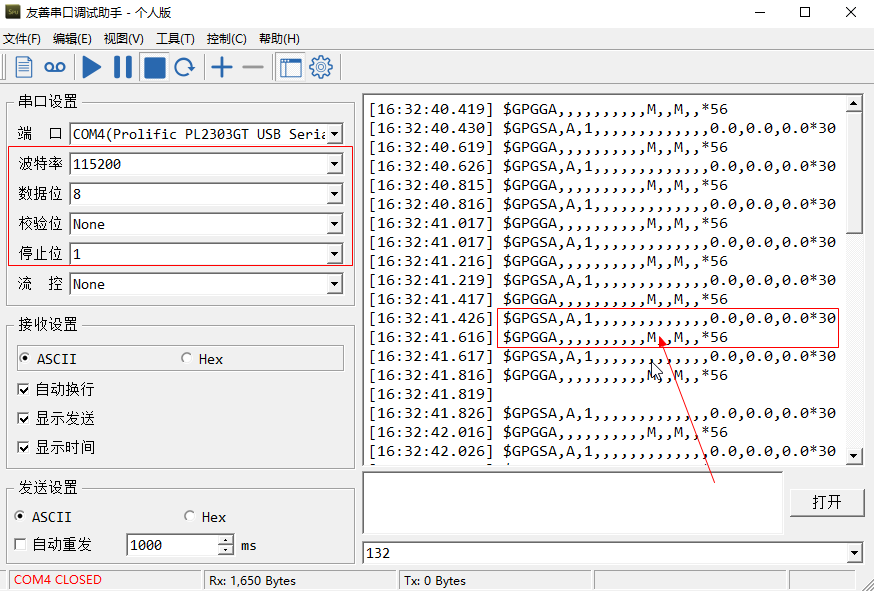 友善串口调试助手 - 个人版
文件(F) 编辑(E) 视图(V) 工具(T) 控制(C) 帮助(H)
串口设置
端 口 COM4(Prolific PL2303GT USB Seria
波特率 115200
数据位 8
校验位 None
停止位 1
流 控 None
接收设置
ASCII Hex
自动换行
显示发送
显示时间
发送设置
ASCII Hex
自动重发 1000 ms
[16:32:40.419] $GPGGA,,,,,,,,,,M,,M,,*56
[16:32:40.430] $GPGSA,A,1,,,,,,,,,,,,,0.0,0.0,0.0*30
[16:32:40.619] $GPGGA,,,,,,,,,,M,,M,,*56
[16:32:40.626] $GPGSA,A,1,,,,,,,,,,,,,0.0,0.0,0.0*30
[16:32:40.815] $GPGGA,,,,,,,,,,M,,M,,*56
[16:32:40.816] $GPGSA,A,1,,,,,,,,,,,,,0.0,0.0,0.0*30
[16:32:41.017] $GPGGA,,,,,,,,,,M,,M,,*56
[16:32:41.017] $GPGSA,A,1,,,,,,,,,,,,,0.0,0.0,0.0*30
[16:32:41.216] $GPGGA,,,,,,,,,,M,,M,,*56
[16:32:41.219] $GPGSA,A,1,,,,,,,,,,,,,0.0,0.0,0.0*30
[16:32:41.417] $GPGGA,,,,,,,,,,M,,M,,*56
[16:32:41.426] $GPGSA,A,1,,,,,,,,,,,,,0.0,0.0,0.0*30
[16:32:41.616] $GPGGA,,,,,,,,,,M,,M,,*56
[16:32:41.617] $GPGSA,A,1,,,,,,,,,,,,,0.0,0.0,0.0*30
[16:32:41.816] $GPGGA,,,,,,,,,,M,,M,,*56
[16:32:41.819]
[16:32:41.826] $GPGSA,A,1,,,,,,,,,,,,,0.0,0.0,0.0*30
[16:32:42.016] $GPGGA,,,,,,,,,,M,,M,,*56
[16:32:42.026] $GPGSA,A,1,,,,,,,,,,,,,0.0,0.0,0.0*30
打开
132
COM4 CLOSED Rx: 1,650 Bytes Tx: 0 Bytes